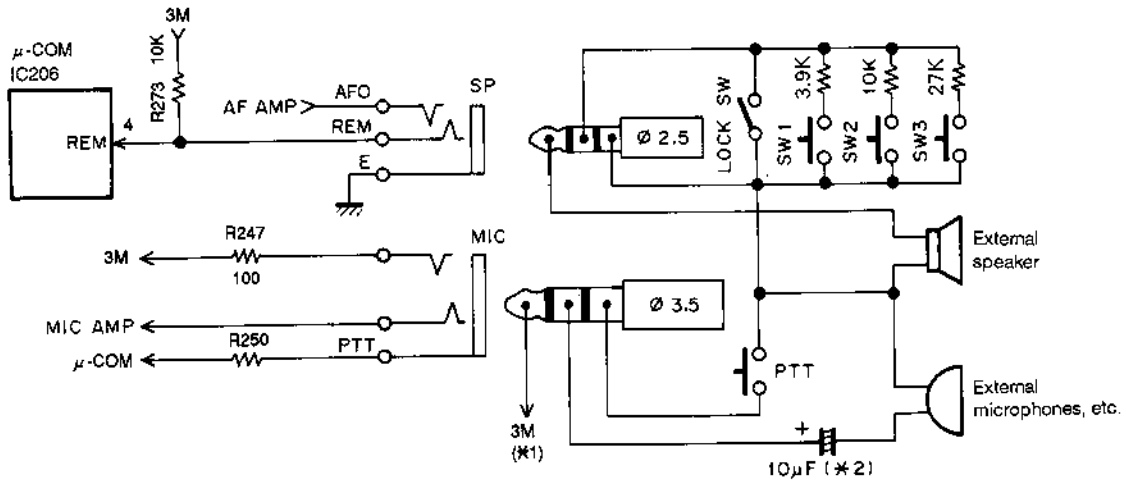 3M
μ-COM
IC206
R273 10K
REM
4
AF AMP
AFO
REM
E
SP
Ø 2.5
LOCK SW
3.9K
SW1
10K
SW2
27K
SW3
External
speaker
3M
R247
100
MIC
MIC AMP
μ-COM
R250
PTT
Ø 3.5
3M
(*1)
PTT
+
10μF (*2)
External
microphones, etc.